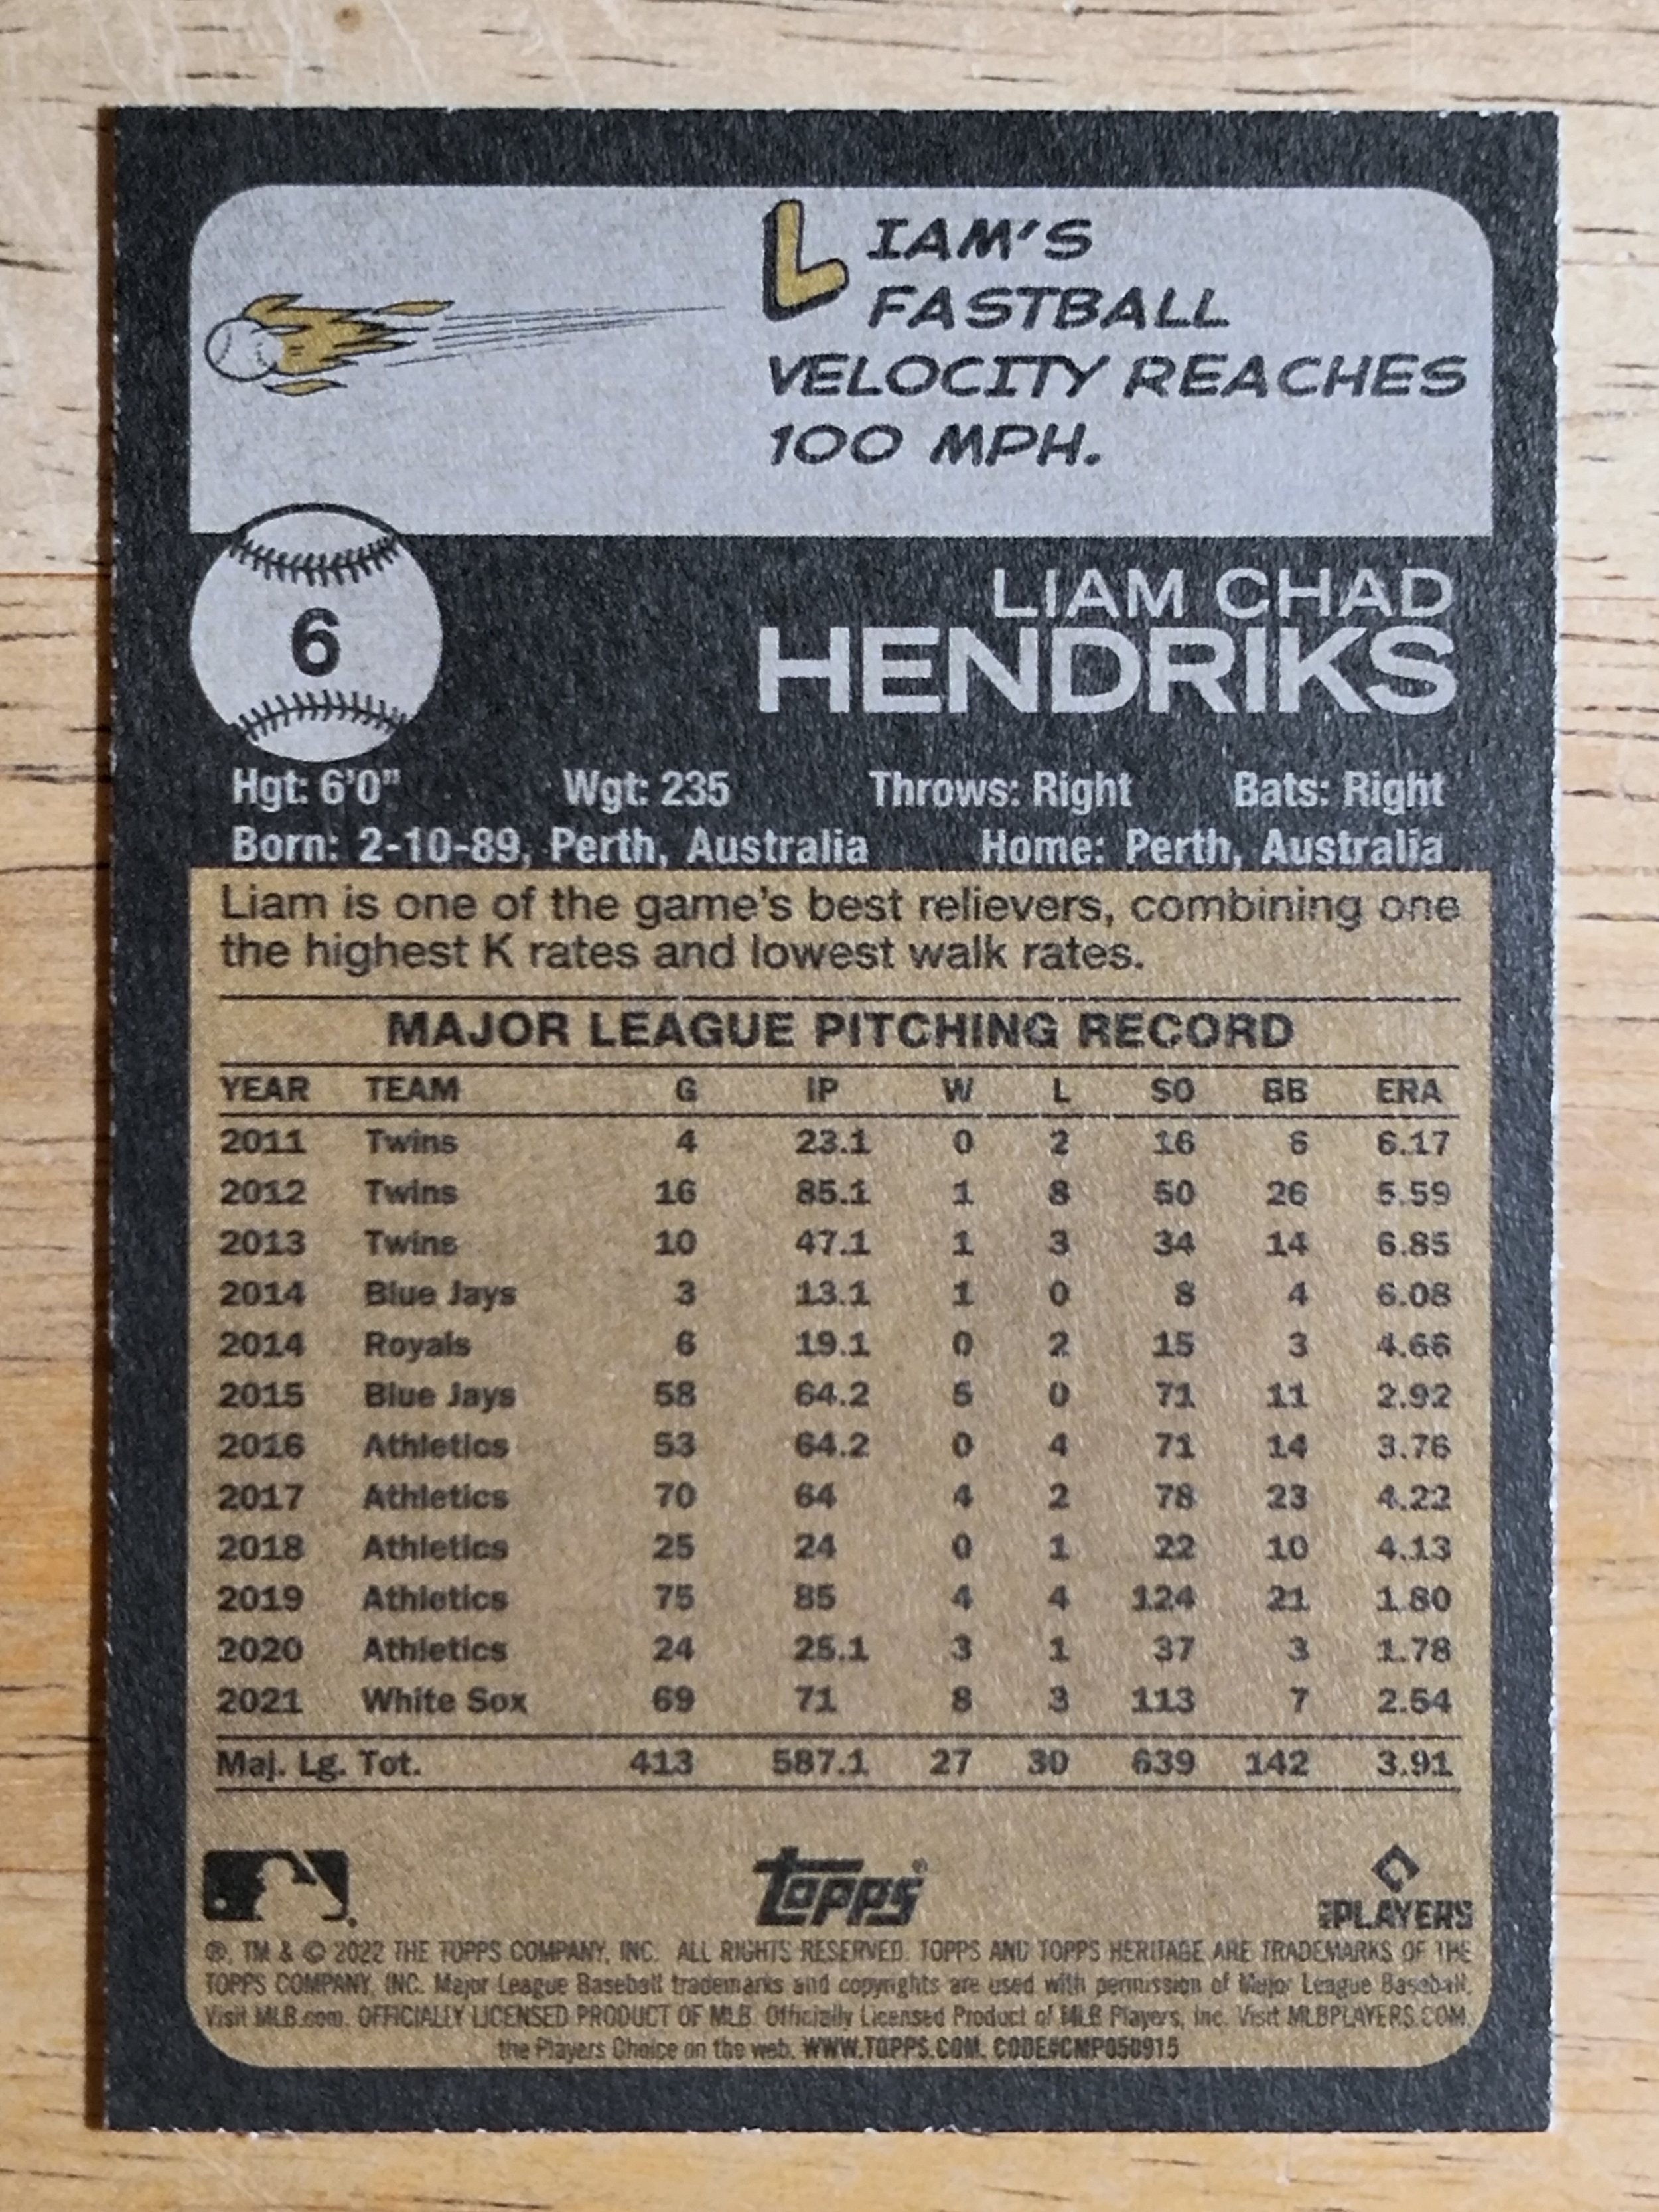 LIAM'S
FASTBALL
VELOCITY REACHES
100 MPH.
6
LIAM CHAD
HENDRIKS
Hgt: 6'0" Wgt: 235 Throws: Right Bats: Right
Born: 2-10-89, Perth, Australia Home: Perth, Australia
Liam is one of the game's best relievers, combining one
the highest K rates and lowest walk rates.
MAJOR LEAGUE PITCHING RECORD
YEAR TEAM G IP W L SO BB ERA
2011 Twins 4 23.1 0 2 16 6 6.17
2012 Twins 16 85.1 1 8 50 26 5.59
2013 Twins 10 47.1 1 3 34 14 6.85
2014 Blue Jays 3 13.1 1 0 8 4 6.08
2014 Royals 6 19.1 0 2 15 3 4.66
2015 Blue Jays 58 64.2 5 0 71 11 2.92
2016 Athletics 53 64.2 0 4 71 14 3.76
2017 Athletics 70 64 4 2 78 23 4.22
2018 Athletics 25 24 0 1 22 10 4.13
2019 Athletics 75 85 4 4 124 21 1.80
2020 Athletics 24 25.1 3 1 37 3 1.78
2021 White Sox 69 71 8 3 113 7 2.54
Maj. Lg. Tot. 413 587.1 27 30 639 142 3.91
topps
PLAYERS
®, TM & © 2022 THE TOPPS COMPANY, INC. ALL RIGHTS RESERVED. TOPPS AND TOPPS HERITAGE ARE TRADEMARKS OF THE
TOPPS COMPANY, INC. Major League Baseball trademarks and copyrights are used with permission of Major League Baseball.
Visit MLB.com. OFFICIALLY LICENSED PRODUCT OF MLB. Officially Licensed Product of MLB Players, Inc. Visit MLBPLAYERS.COM,
the Players Choice on the web. WWW.TOPPS.COM. CODE#CMP050915